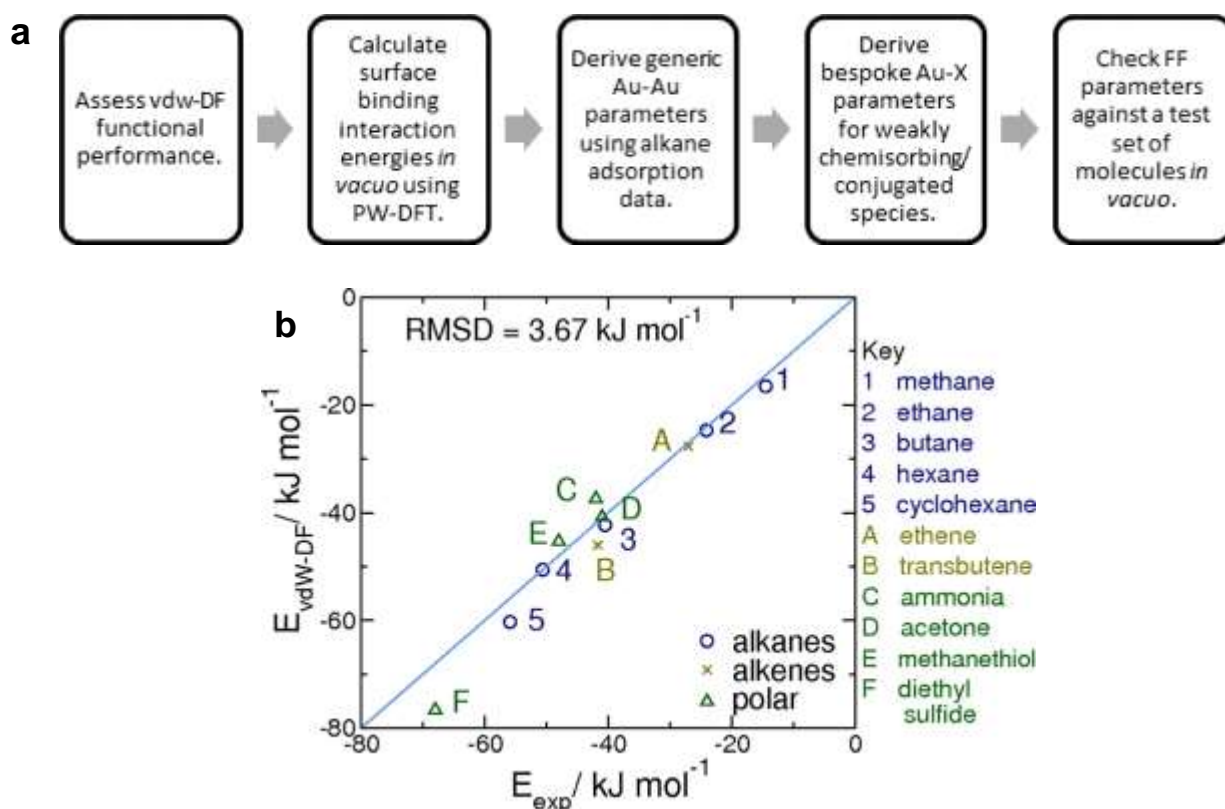 a
Assess vdw-DF
functional
performance.
Calculate
surface
binding
interaction
energies in
vacuo using
PW-DFT.
Derive generic
Au-Au
parameters
using alkane
adsorption
data.
Derive
bespoke Au-X
parameters
for weakly
chemisorbing/
conjugated
species.
Check FF
parameters
against a test
set of
molecules in
vacuo.
b
RMSD = 3.67 kJ mol⁻¹
0
-20
-40
-60
-80
E_vdW-DF/ kJ mol⁻¹
1
2
A
C
D
3
E
B
4
5
F
alkanes
alkenes
polar
-80
-60
-40
-20
0
E_exp/ kJ mol⁻¹
Key
1 methane
2 ethane
3 butane
4 hexane
5 cyclohexane
A ethene
B transbutene
C ammonia
D acetone
E methanethiol
F diethyl
sulfide